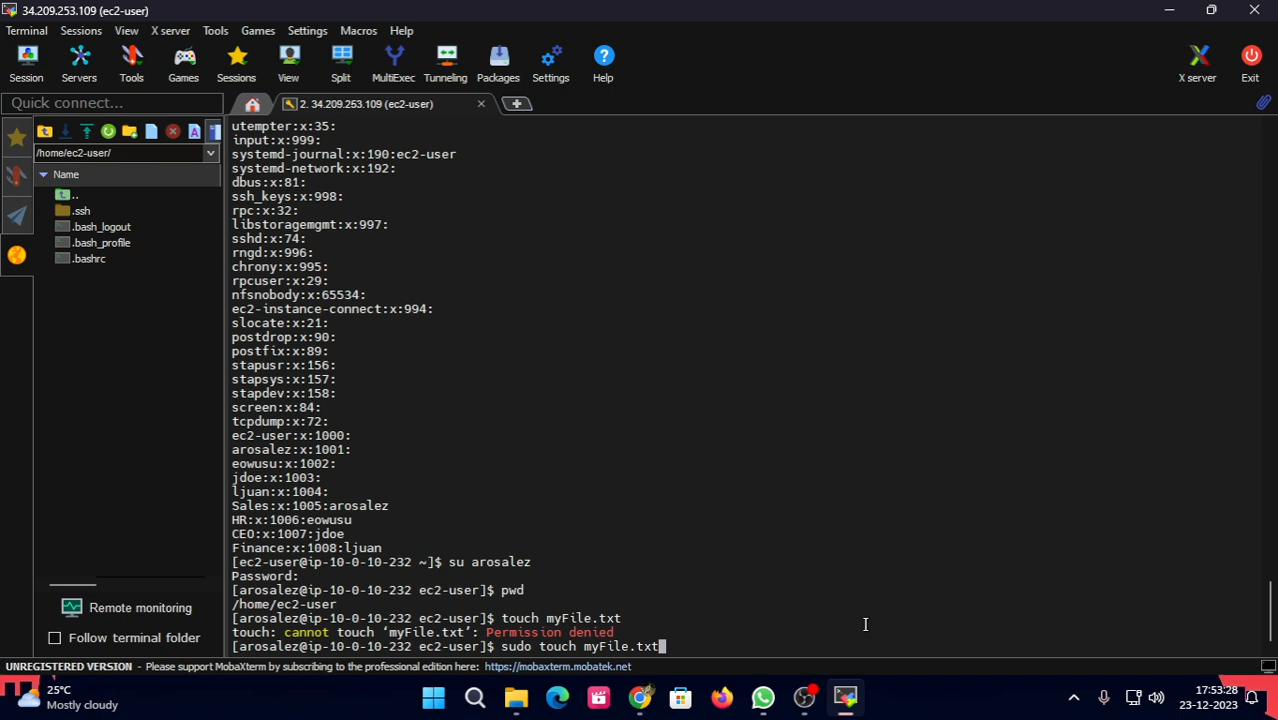 34.209.253.109 (ec2-user)
Terminal Sessions View X server Tools Games Settings Macros Help
Session Servers Tools Games Sessions View Split MultiExec Tunneling Packages Settings Help X server Exit
Quick connect...
2. 34.209.253.109 (ec2-user)
/home/ec2-user/
Name
..
.ssh
.bash_logout
.bash_profile
.bashrc
Remote monitoring
Follow terminal folder
utempter:x:35:
input:x:999:
systemd-journal:x:190:ec2-user
systemd-network:x:192:
dbus:x:81:
ssh_keys:x:998:
rpc:x:32:
libstoragemgmt:x:997:
sshd:x:74:
rngd:x:996:
chrony:x:995:
rpcuser:x:29:
nfsnobody:x:65534:
ec2-instance-connect:x:994:
slocate:x:21:
postdrop:x:90:
postfix:x:89:
stapusr:x:156:
stapsys:x:157:
stapdev:x:158:
screen:x:84:
tcpdump:x:72:
ec2-user:x:1000:
arosalez:x:1001:
eowusu:x:1002:
jdoe:x:1003:
ljuan:x:1004:
Sales:x:1005:arosalez
HR:x:1006:eowusu
CEO:x:1007:jdoe
Finance:x:1008:ljuan
[ec2-user@ip-10-0-10-232 ~]$ su arosalez
Password:
[arosalez@ip-10-0-10-232 ec2-user]$ pwd
/home/ec2-user
[arosalez@ip-10-0-10-232 ec2-user]$ touch myFile.txt
touch: cannot touch ‘myFile.txt’: Permission denied
[arosalez@ip-10-0-10-232 ec2-user]$ sudo touch myFile.txt
UNREGISTERED VERSION - Please support MobaXterm by subscribing to the professional edition here: https://mobaxterm.mobatek.net
25°C
Mostly cloudy
17:53:28
23-12-2023